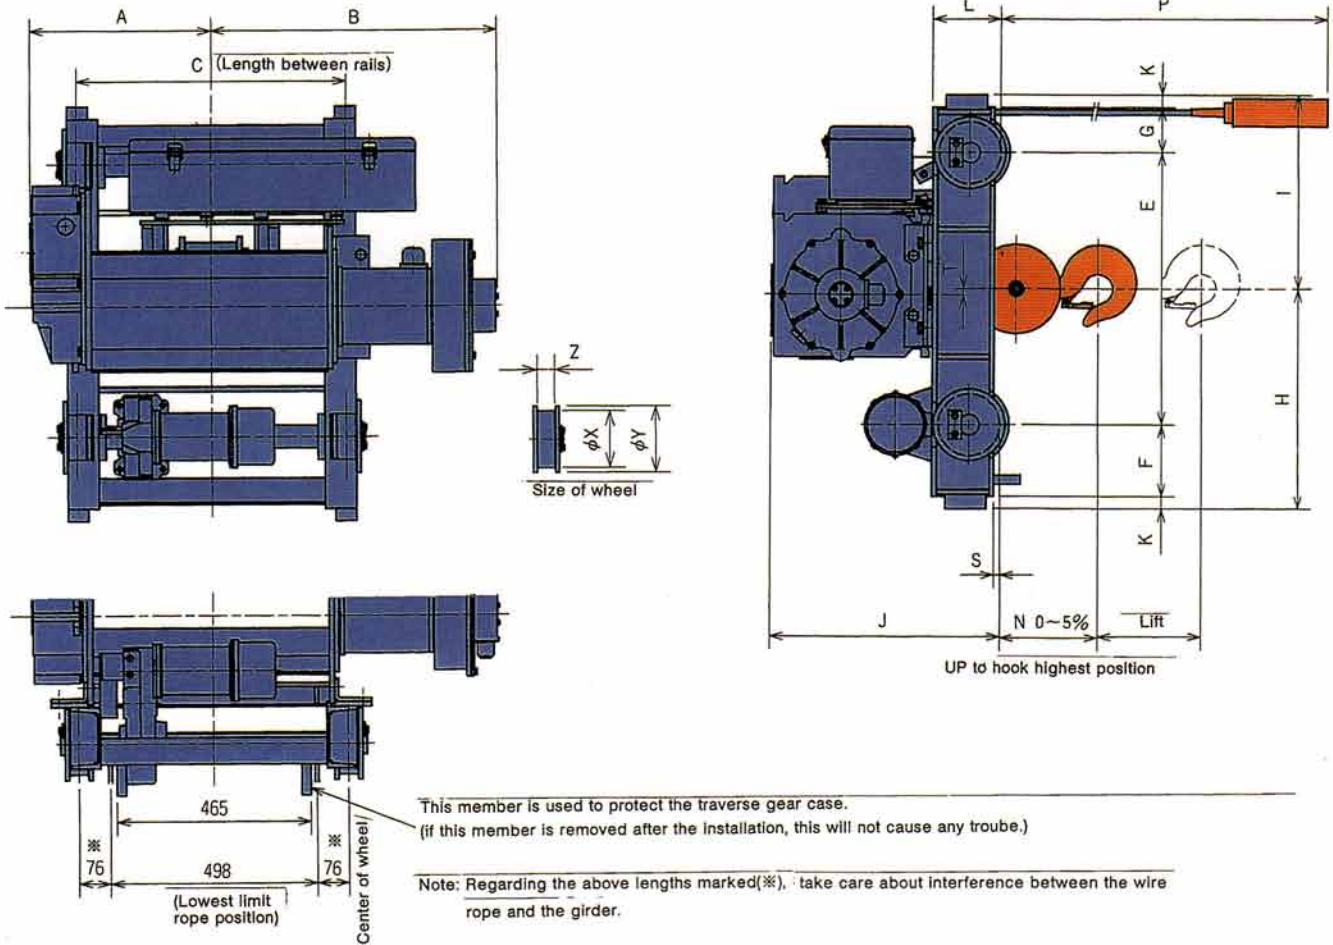 A
B
C (Length between rails)
L
P
K
G
E
I
T
H
F
K
S
J
N 0~5%
Lift
UP to hook highest position
Z
φX
φY
Size of wheel
465
※
76
498
※
76
(Lowest limit
rope position)
Center of wheel)
This member is used to protect the traverse gear case.
(if this member is removed after the installation, this will not cause any troube.)
Note: Regarding the above lengths marked(※), take care about interference between the wire
rope and the girder.